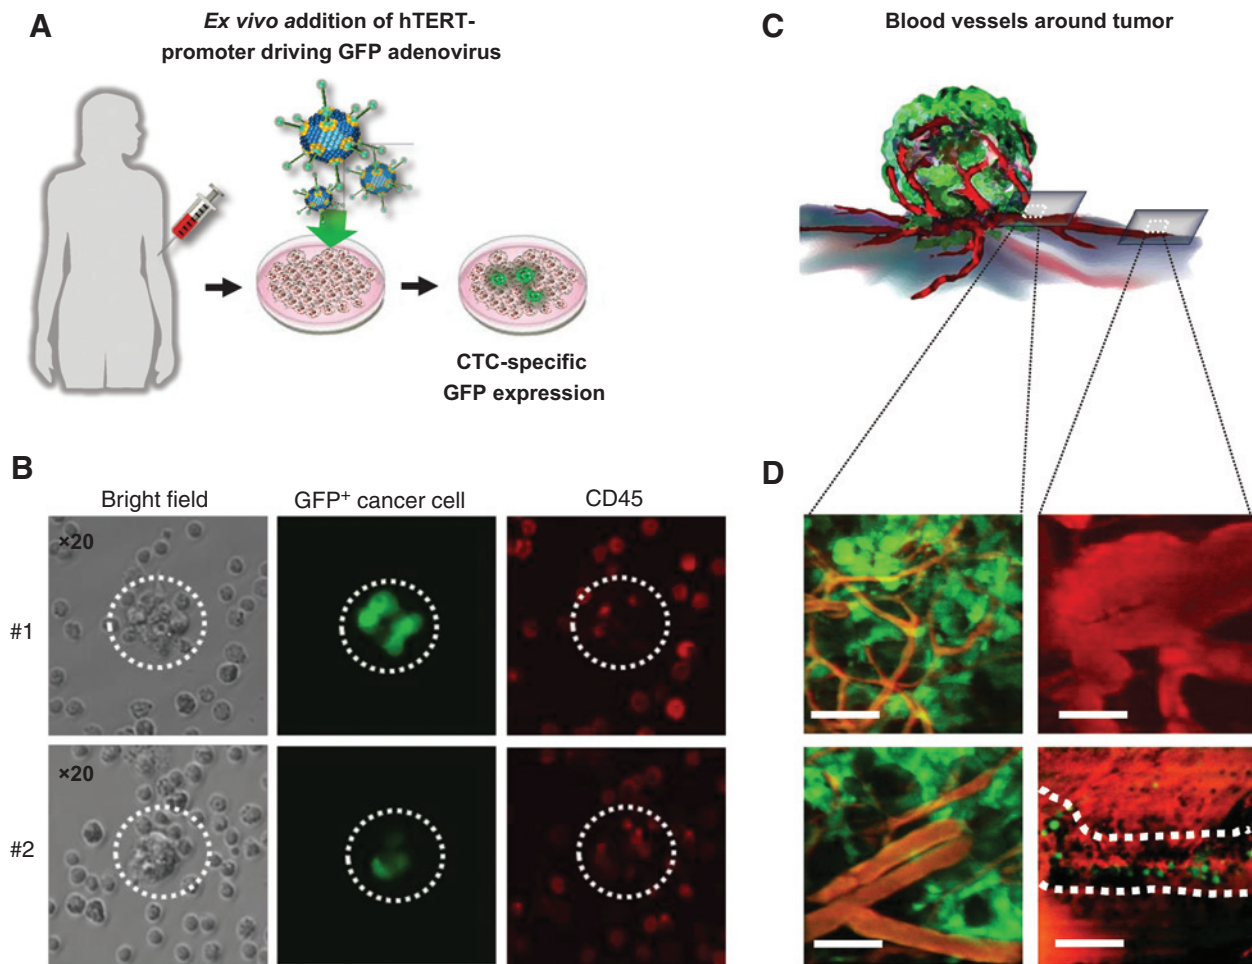 A
Ex vivo addition of hTERT-
promoter driving GFP adenovirus
CTC-specific
GFP expression
B
Bright field
GFP+ cancer cell
CD45
×20
#1
×20
#2
C
Blood vessels around tumor
D